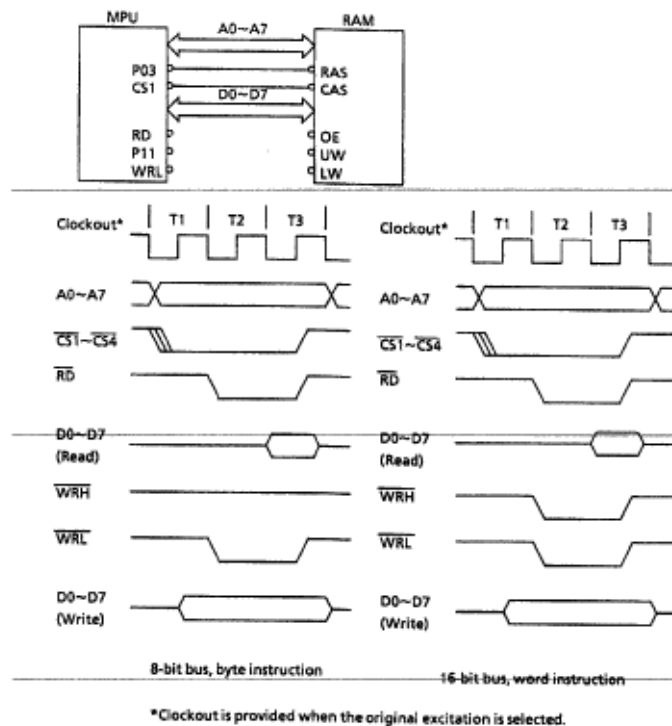 MPU
RAM
A0~A7
P03
RAS
CS1
CAS
D0~D7
RD
OE
P11
UW
WRL
LW
Clockout*
T1
T2
T3
A0~A7
CS1~CS4
RD
D0~D7
(Read)
WRH
WRL
D0~D7
(Write)
8-bit bus, byte instruction
Clockout*
T1
T2
T3
A0~A7
CS1~CS4
RD
D0~D7
(Read)
WRH
WRL
D0~D7
(Write)
16-bit bus, word instruction
*Clockout is provided when the original excitation is selected.